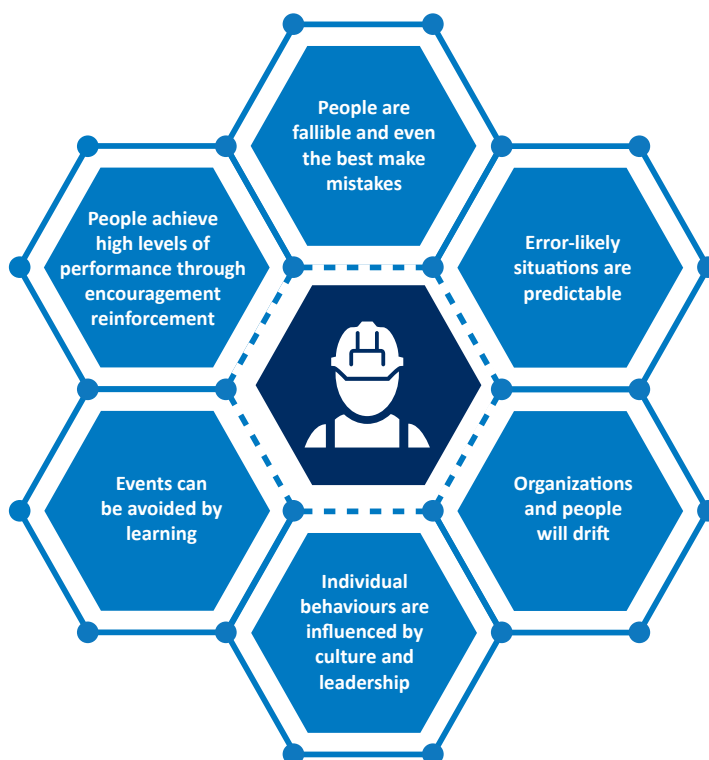 People are
fallible and even
the best make
mistakes
Error-likely
situations are
predictable
Organizations
and people
will drift
Individual
behaviours are
influenced by
culture and
leadership
Events can
be avoided by
learning
People achieve
high levels of
performance through
encouragement
reinforcement